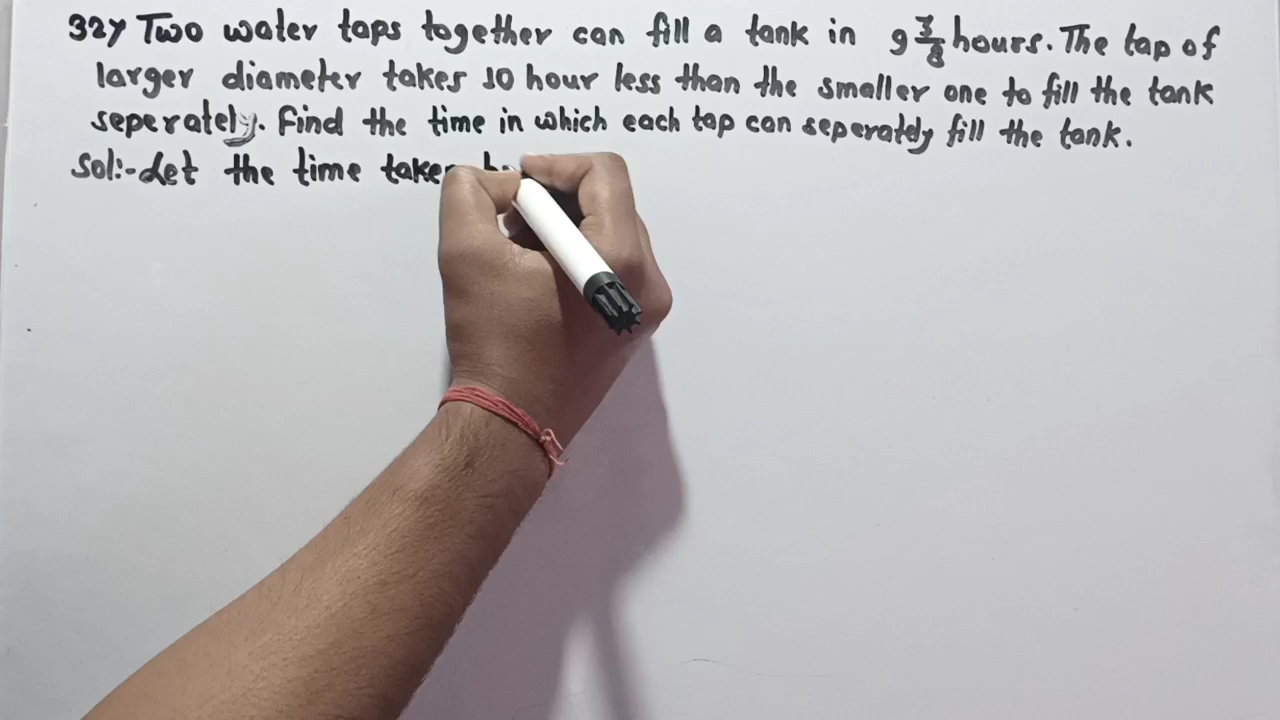 32> Two water taps together can fill a tank in 9 3/8 hours. The tap of
larger diameter takes 10 hour less than the smaller one to fill the tank
seperately. Find the time in which each tap can seperately fill the tank.
Sol:- Let the time taken